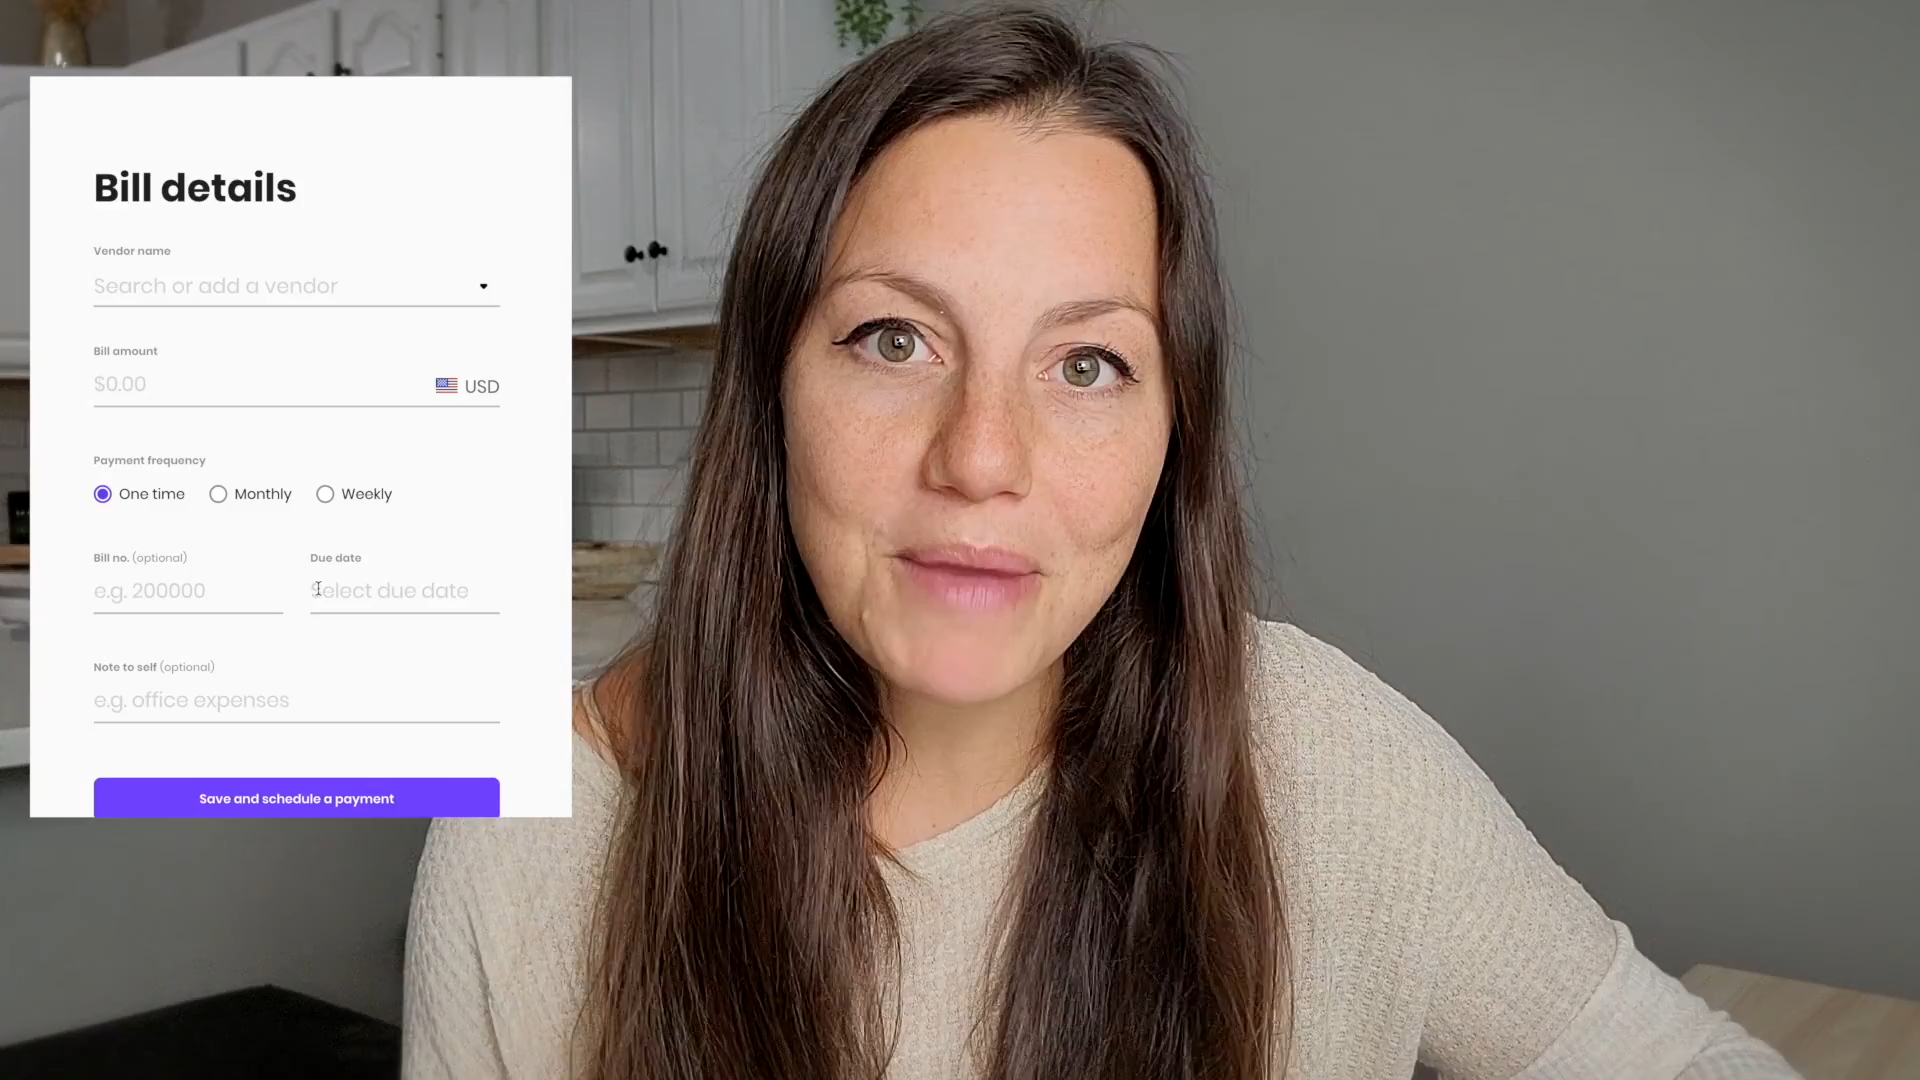 Bill details
Vendor name
Search or add a vendor
Bill amount
$0.00 USD
Payment frequency
One time Monthly Weekly
Bill no. (optional) Due date
e.g. 200000 Select due date
Note to self (optional)
e.g. office expenses
Save and schedule a payment